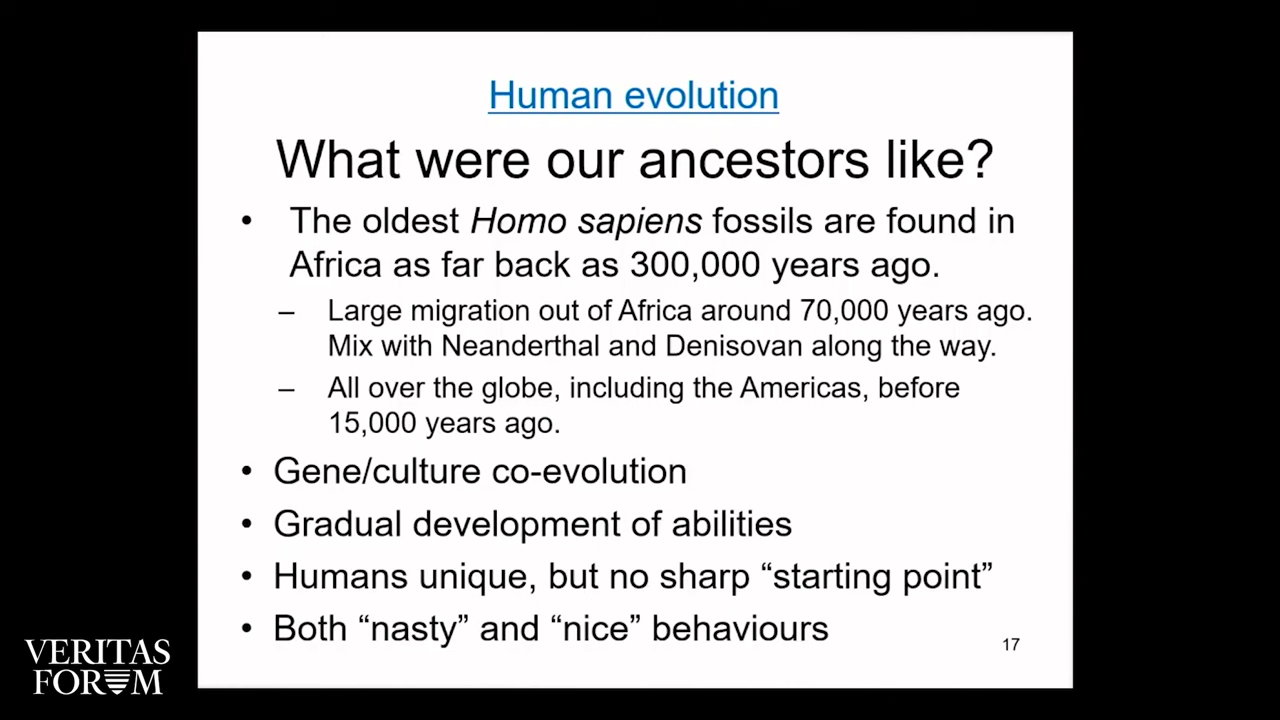 Human evolution
What were our ancestors like?
• The oldest Homo sapiens fossils are found in
Africa as far back as 300,000 years ago.
– Large migration out of Africa around 70,000 years ago.
Mix with Neanderthal and Denisovan along the way.
– All over the globe, including the Americas, before
15,000 years ago.
• Gene/culture co-evolution
• Gradual development of abilities
• Humans unique, but no sharp “starting point”
• Both “nasty” and “nice” behaviours
17
VERITAS
FORUM